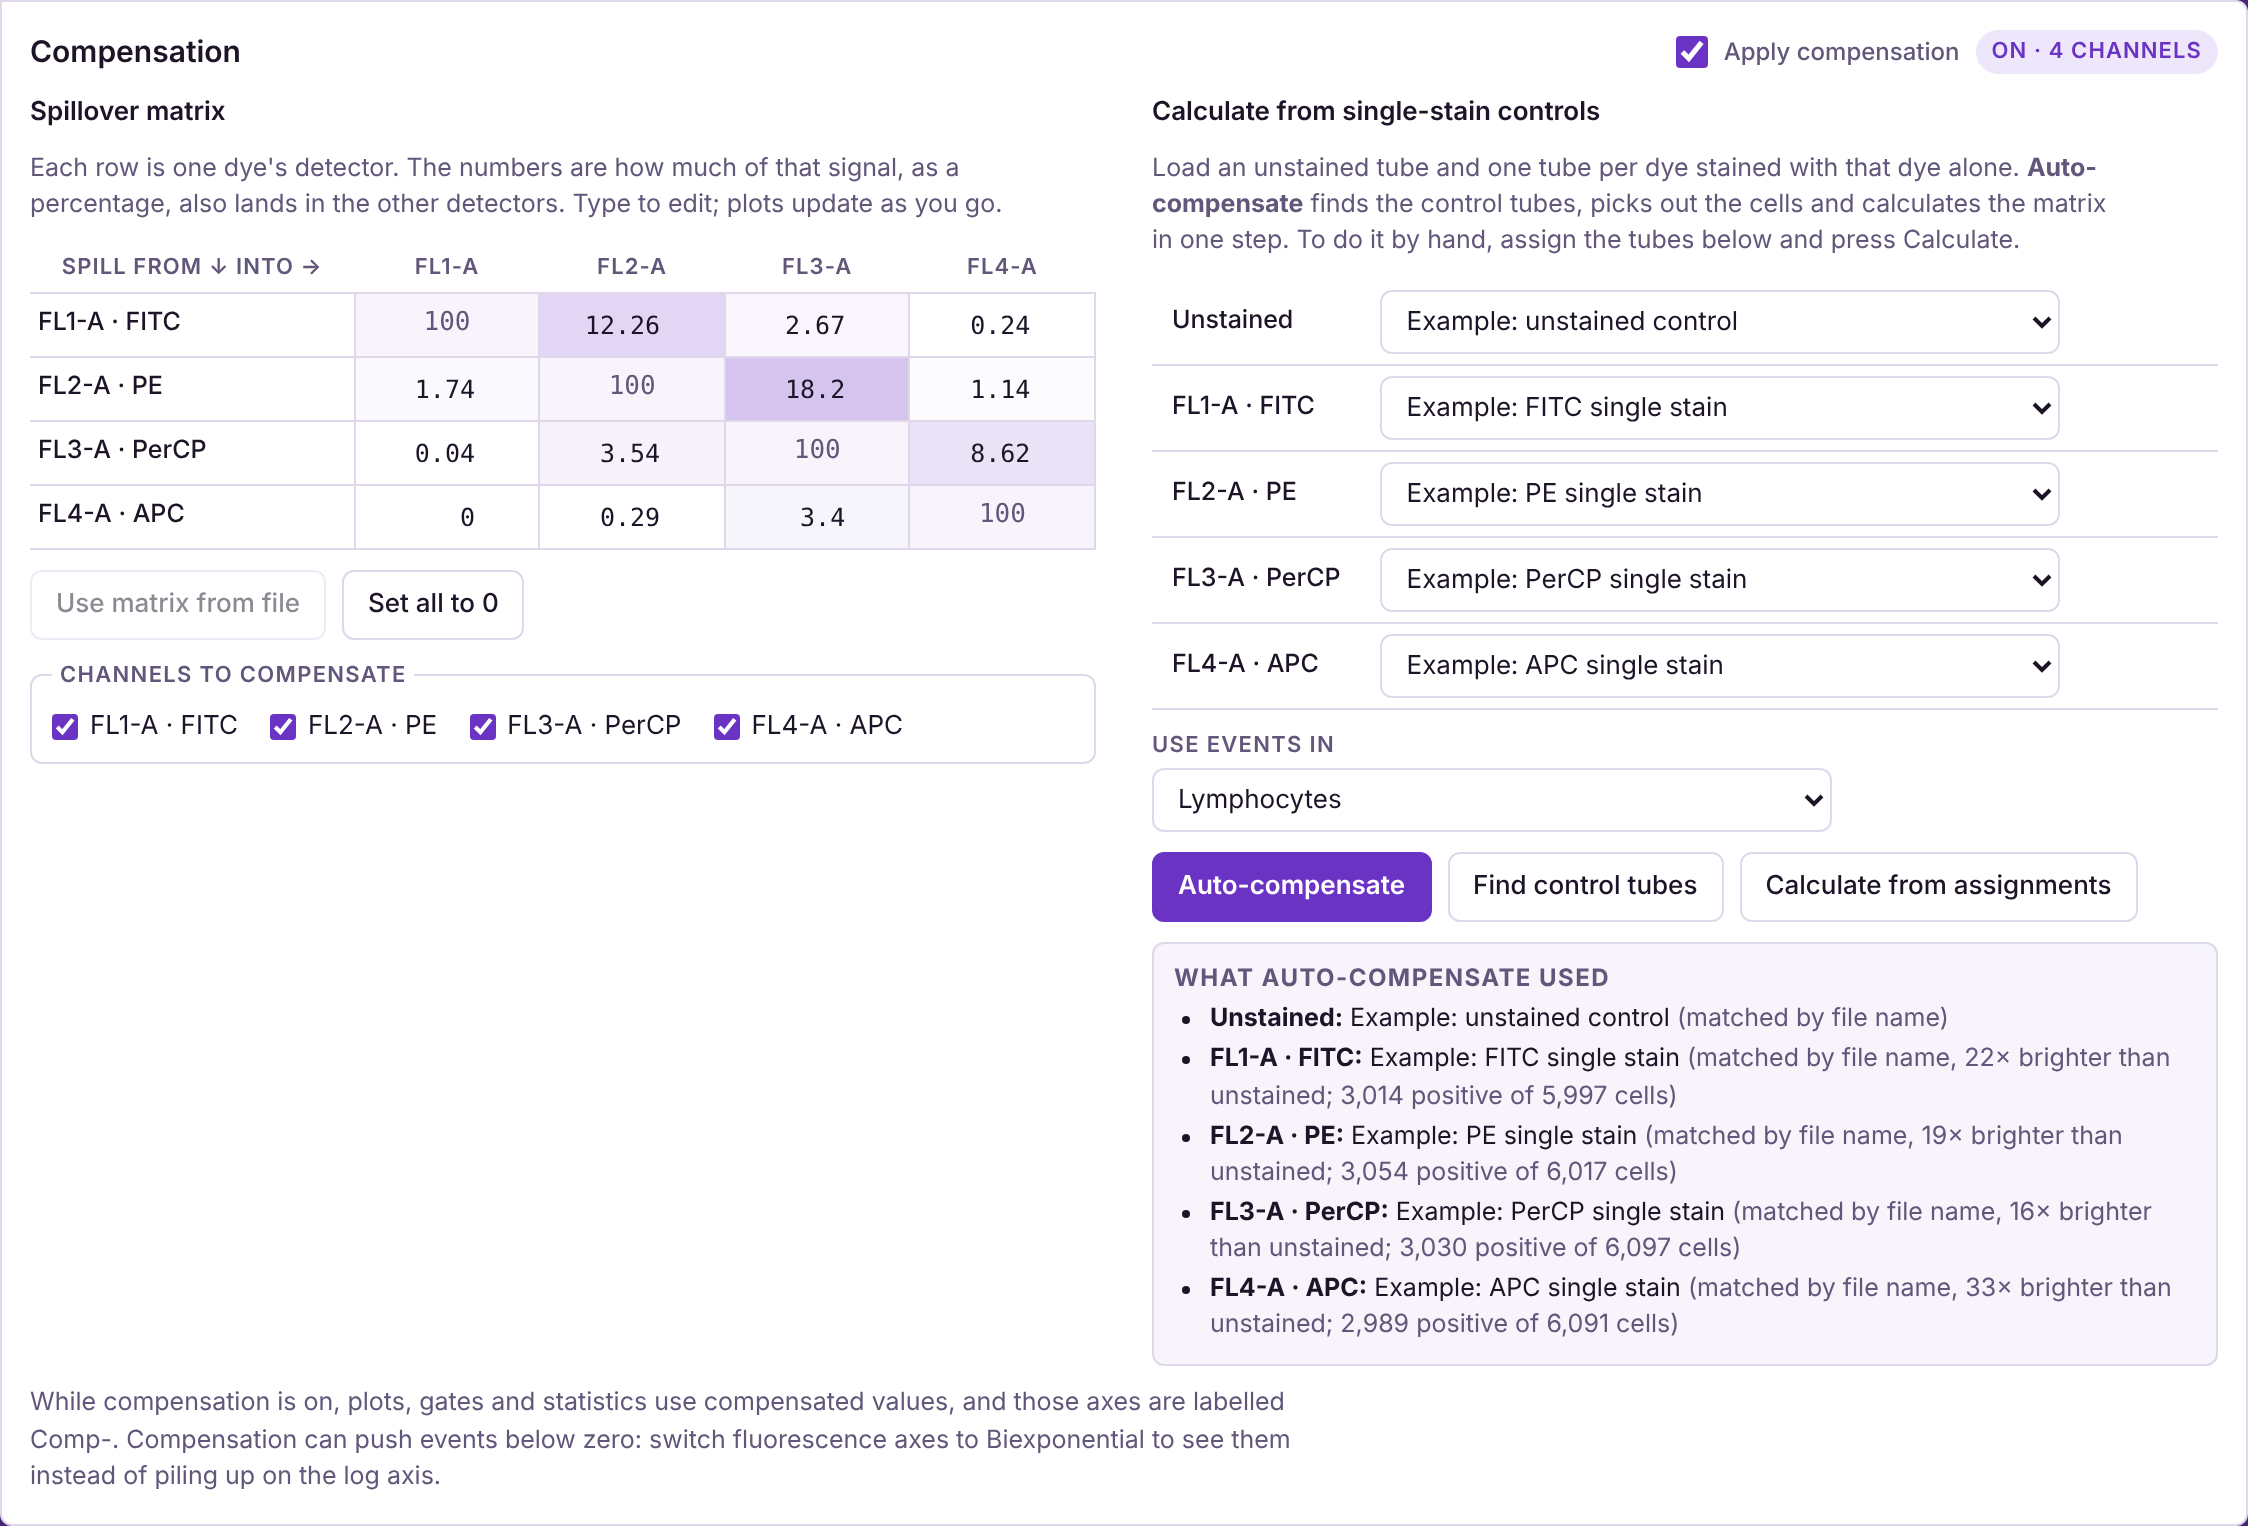 Compensation
Apply compensation
ON · 4 CHANNELS
Spillover matrix
Each row is one dye's detector. The numbers are how much of that signal, as a
percentage, also lands in the other detectors. Type to edit; plots update as you go.
SPILL FROM ↓ INTO → FL1-A FL2-A FL3-A FL4-A
FL1-A · FITC 100 12.26 2.67 0.24
FL2-A · PE 1.74 100 18.2 1.14
FL3-A · PerCP 0.04 3.54 100 8.62
FL4-A · APC 0 0.29 3.4 100
Use matrix from file Set all to 0
CHANNELS TO COMPENSATE
FL1-A · FITC FL2-A · PE FL3-A · PerCP FL4-A · APC
Calculate from single-stain controls
Load an unstained tube and one tube per dye stained with that dye alone. Auto-
compensate finds the control tubes, picks out the cells and calculates the matrix
in one step. To do it by hand, assign the tubes below and press Calculate.
Unstained Example: unstained control
FL1-A · FITC Example: FITC single stain
FL2-A · PE Example: PE single stain
FL3-A · PerCP Example: PerCP single stain
FL4-A · APC Example: APC single stain
USE EVENTS IN
Lymphocytes
Auto-compensate Find control tubes Calculate from assignments
WHAT AUTO-COMPENSATE USED
• Unstained: Example: unstained control (matched by file name)
• FL1-A · FITC: Example: FITC single stain (matched by file name, 22× brighter than
unstained; 3,014 positive of 5,997 cells)
• FL2-A · PE: Example: PE single stain (matched by file name, 19× brighter than
unstained; 3,054 positive of 6,017 cells)
• FL3-A · PerCP: Example: PerCP single stain (matched by file name, 16× brighter
than unstained; 3,030 positive of 6,097 cells)
• FL4-A · APC: Example: APC single stain (matched by file name, 33× brighter than
unstained; 2,989 positive of 6,091 cells)
While compensation is on, plots, gates and statistics use compensated values, and those axes are labelled
Comp-. Compensation can push events below zero: switch fluorescence axes to Biexponential to see them
instead of piling up on the log axis.